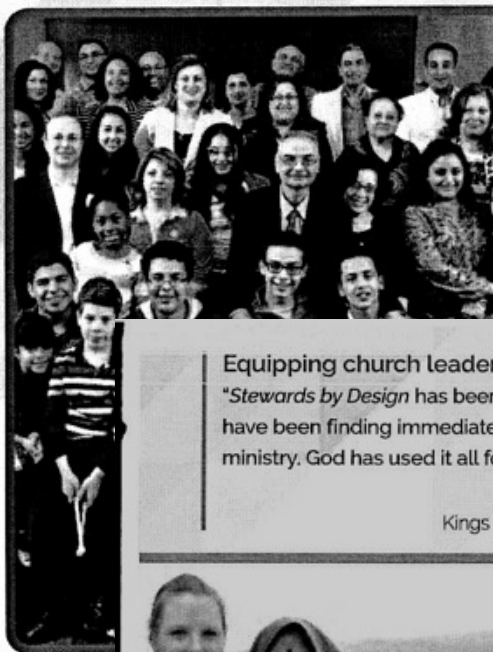 Equipping church leader
"Stewards by Design has been
have been finding immediate
ministry. God has used it all fo
Kings